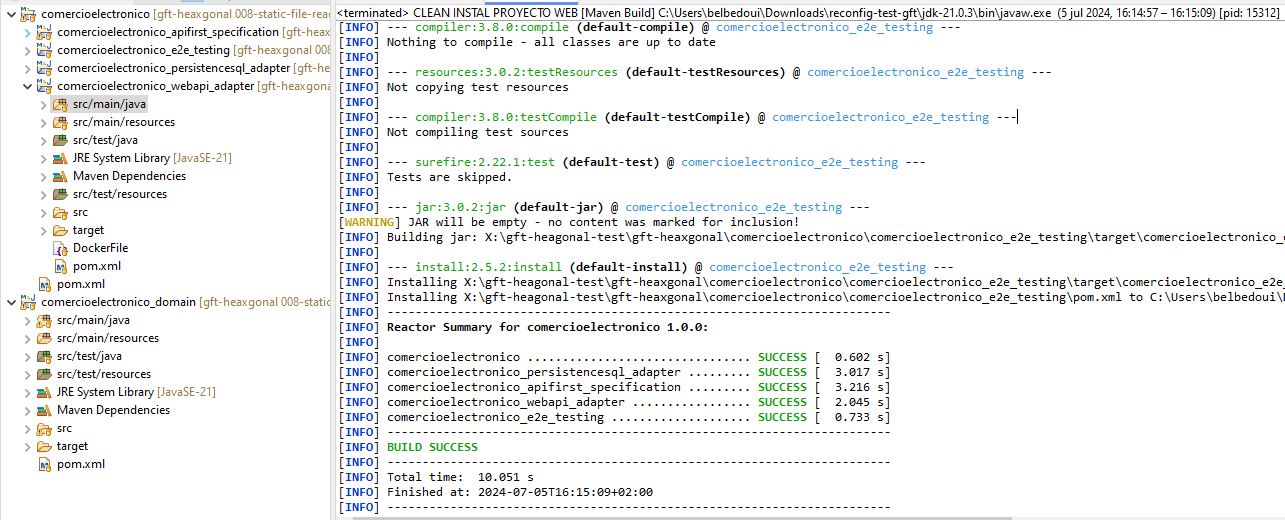 comercioelectronico [gft-heaxgonal 008-static-file-read
comercioelectronico_apifirst_specification [gft-heax
comercioelectronico_e2e_testing [gft-heaxgonal 008
comercioelectronico_persistencesql_adapter [gft-he
comercioelectronico_webapi_adapter [gft-heaxgona
src/main/java
src/main/resources
src/test/java
JRE System Library [JavaSE-21]
Maven Dependencies
src/test/resources
src
target
DockerFile
pom.xml
pom.xml
comercioelectronico_domain [gft-heaxgonal 008-static
src/main/java
src/main/resources
src/test/java
src/test/resources
JRE System Library [JavaSE-21]
Maven Dependencies
src
target
pom.xml
<terminated> CLEAN INSTAL PROYECTO WEB [Maven Build] C:\Users\belbedoui\Downloads\reconfig-test-gft\jdk-21.0.3\bin\javaw.exe (5 jul 2024, 16:14:57 – 16:15:09) [pid: 15312]
[INFO] --- compiler:3.8.0:compile (default-compile) @ comercioelectronico_e2e_testing ---
[INFO] Nothing to compile - all classes are up to date
[INFO]
[INFO] --- resources:3.0.2:testResources (default-testResources) @ comercioelectronico_e2e_testing ---
[INFO] Not copying test resources
[INFO]
[INFO] --- compiler:3.8.0:testCompile (default-testCompile) @ comercioelectronico_e2e_testing ---
[INFO] Not compiling test sources
[INFO]
[INFO] --- surefire:2.22.1:test (default-test) @ comercioelectronico_e2e_testing ---
[INFO] Tests are skipped.
[INFO]
[INFO] --- jar:3.0.2:jar (default-jar) @ comercioelectronico_e2e_testing ---
[WARNING] JAR will be empty - no content was marked for inclusion!
[INFO] Building jar: X:\gft-heagonal-test\gft-heaxgonal\comercioelectronico\comercioelectronico_e2e_testing\target\comercioelectronico_e
[INFO]
[INFO] --- install:2.5.2:install (default-install) @ comercioelectronico_e2e_testing ---
[INFO] Installing X:\gft-heagonal-test\gft-heaxgonal\comercioelectronico\comercioelectronico_e2e_testing\target\comercioelectronico_e2e
[INFO] Installing X:\gft-heagonal-test\gft-heaxgonal\comercioelectronico\comercioelectronico_e2e_testing\pom.xml to C:\Users\belbedoui\D
[INFO] ------------------------------------------------------------------------
[INFO] Reactor Summary for comercioelectronico 1.0.0:
[INFO]
[INFO] comercioelectronico ................................ SUCCESS [  0.602 s]
[INFO] comercioelectronico_persistencesql_adapter ......... SUCCESS [  3.017 s]
[INFO] comercioelectronico_apifirst_specification ......... SUCCESS [  3.216 s]
[INFO] comercioelectronico_webapi_adapter ................. SUCCESS [  2.045 s]
[INFO] comercioelectronico_e2e_testing .................... SUCCESS [  0.733 s]
[INFO] ------------------------------------------------------------------------
[INFO] BUILD SUCCESS
[INFO] ------------------------------------------------------------------------
[INFO] Total time:  10.051 s
[INFO] Finished at: 2024-07-05T16:15:09+02:00
[INFO] ------------------------------------------------------------------------